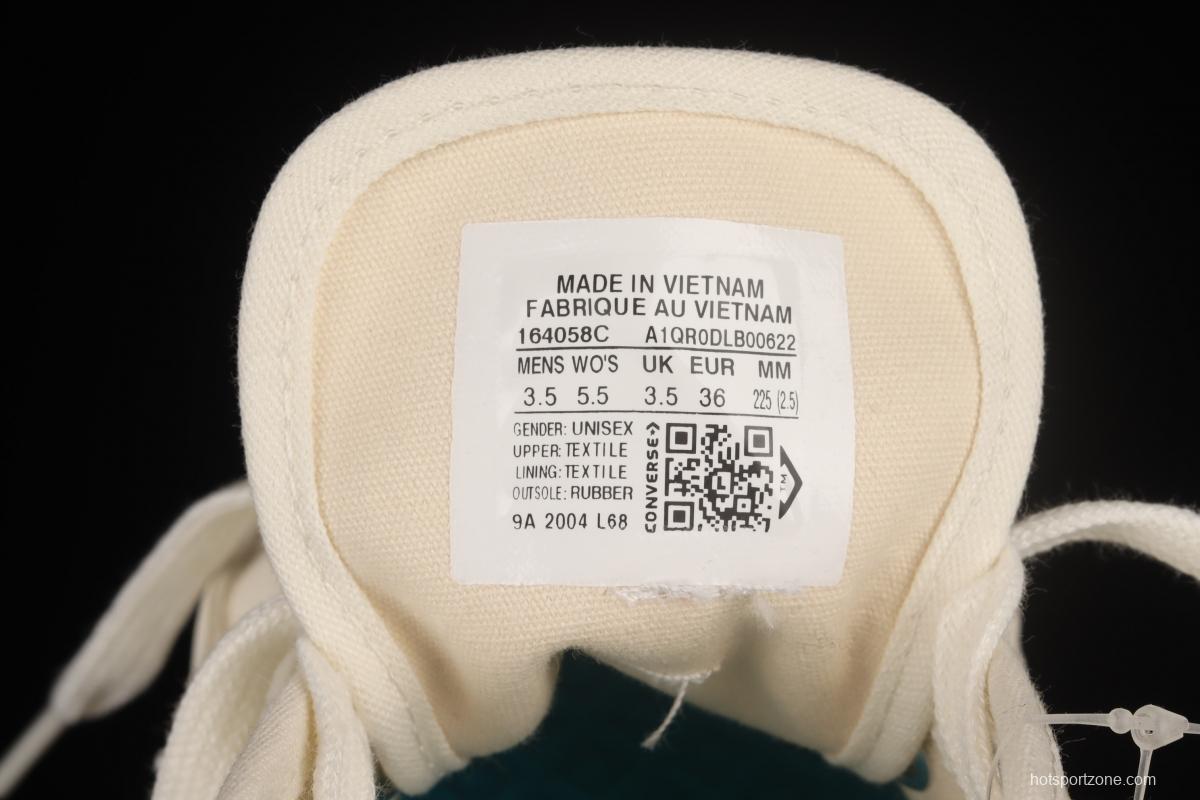 MADE IN VIETNAM
FABRIQUE AU VIETNAM
164058C A1QR0DLB00622
MENS WO'S UK EUR MM
3.5 5.5 3.5 36 225 (2.5)
GENDER: UNISEX
UPPER: TEXTILE
LINING: TEXTILE
OUTSOLE: RUBBER
9A 2004 L68
CONVERSE
TM
hotsportzone.com